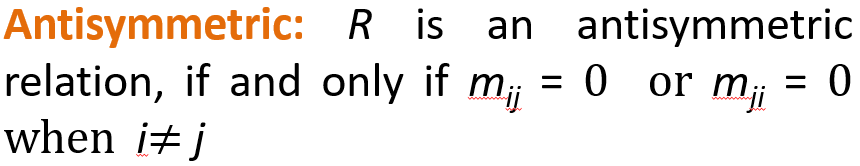 Antisymmetric: R is an antisymmetric
relation, if and only if mij = 0 or mji = 0
when i≠ j